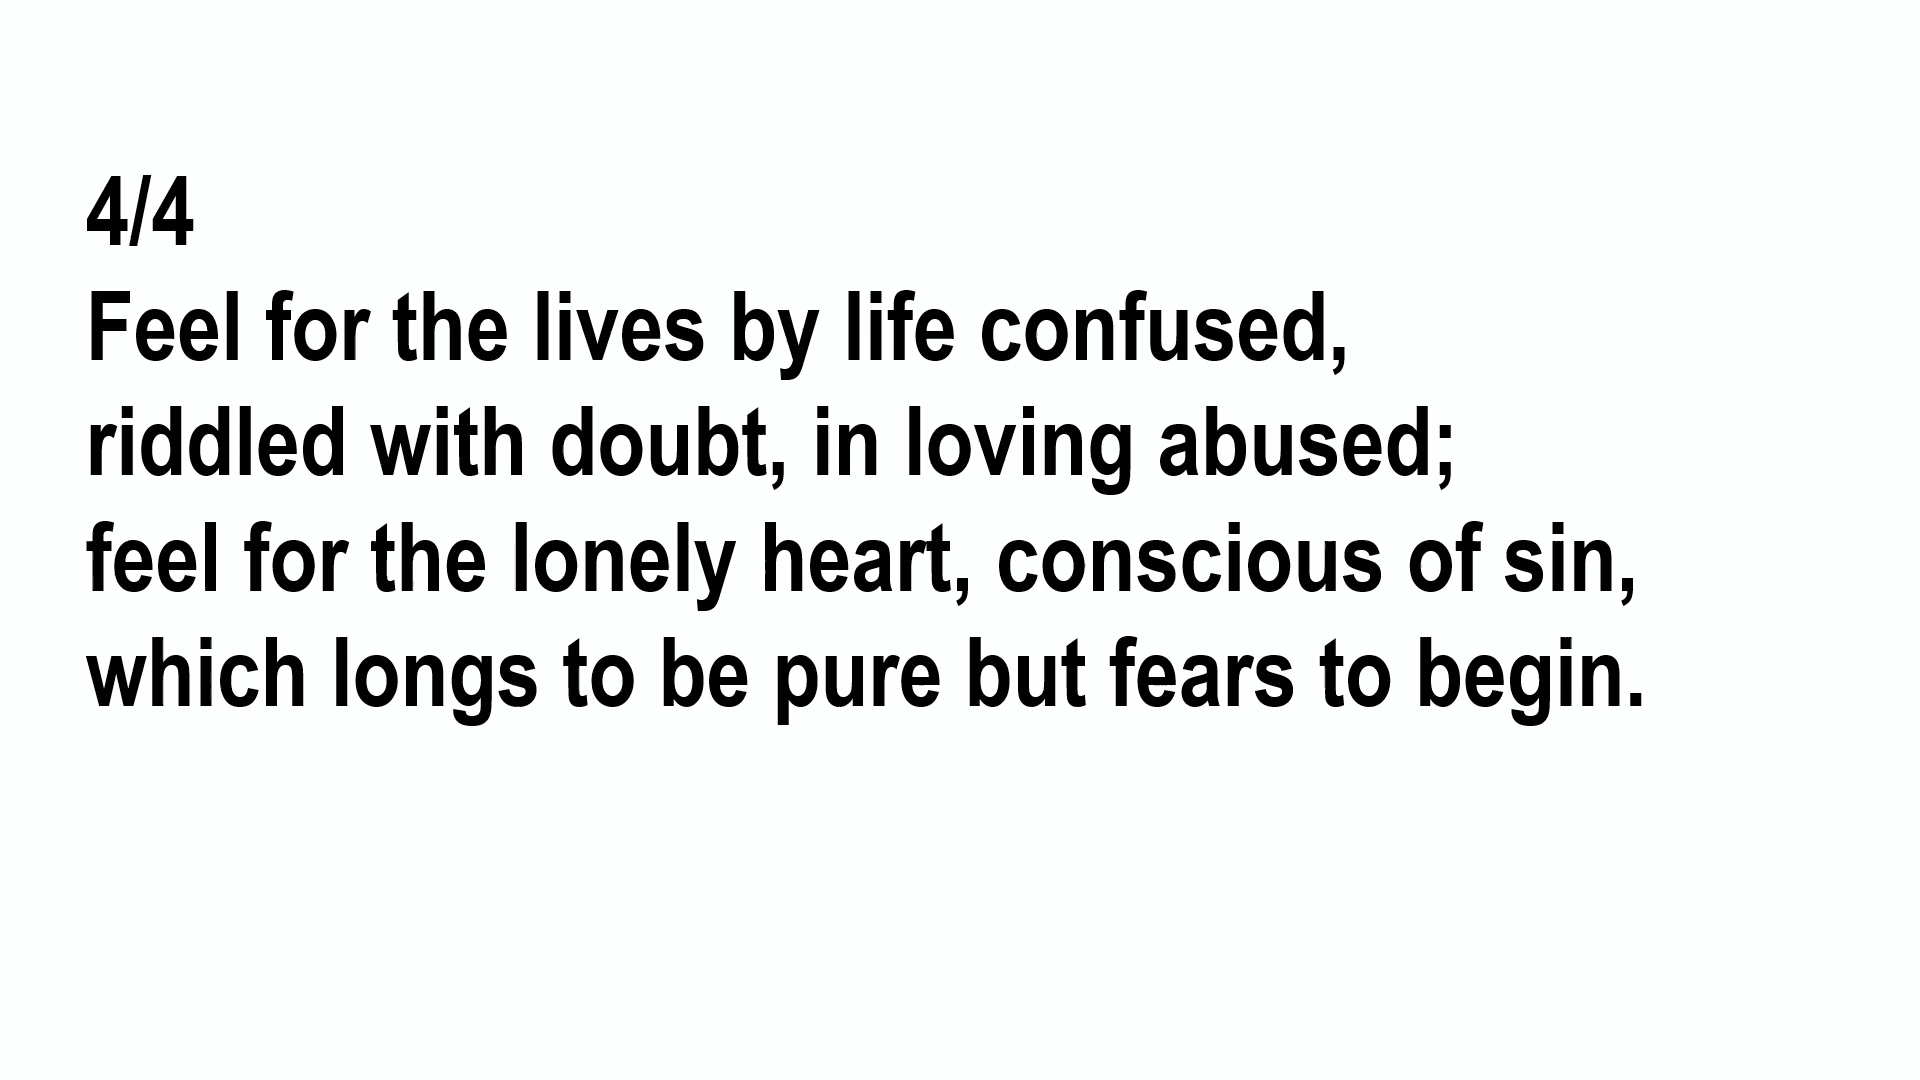 4/4
Feel for the lives by life confused,
riddled with doubt, in loving abused;
feel for the lonely heart, conscious of sin,
which longs to be pure but fears to begin.